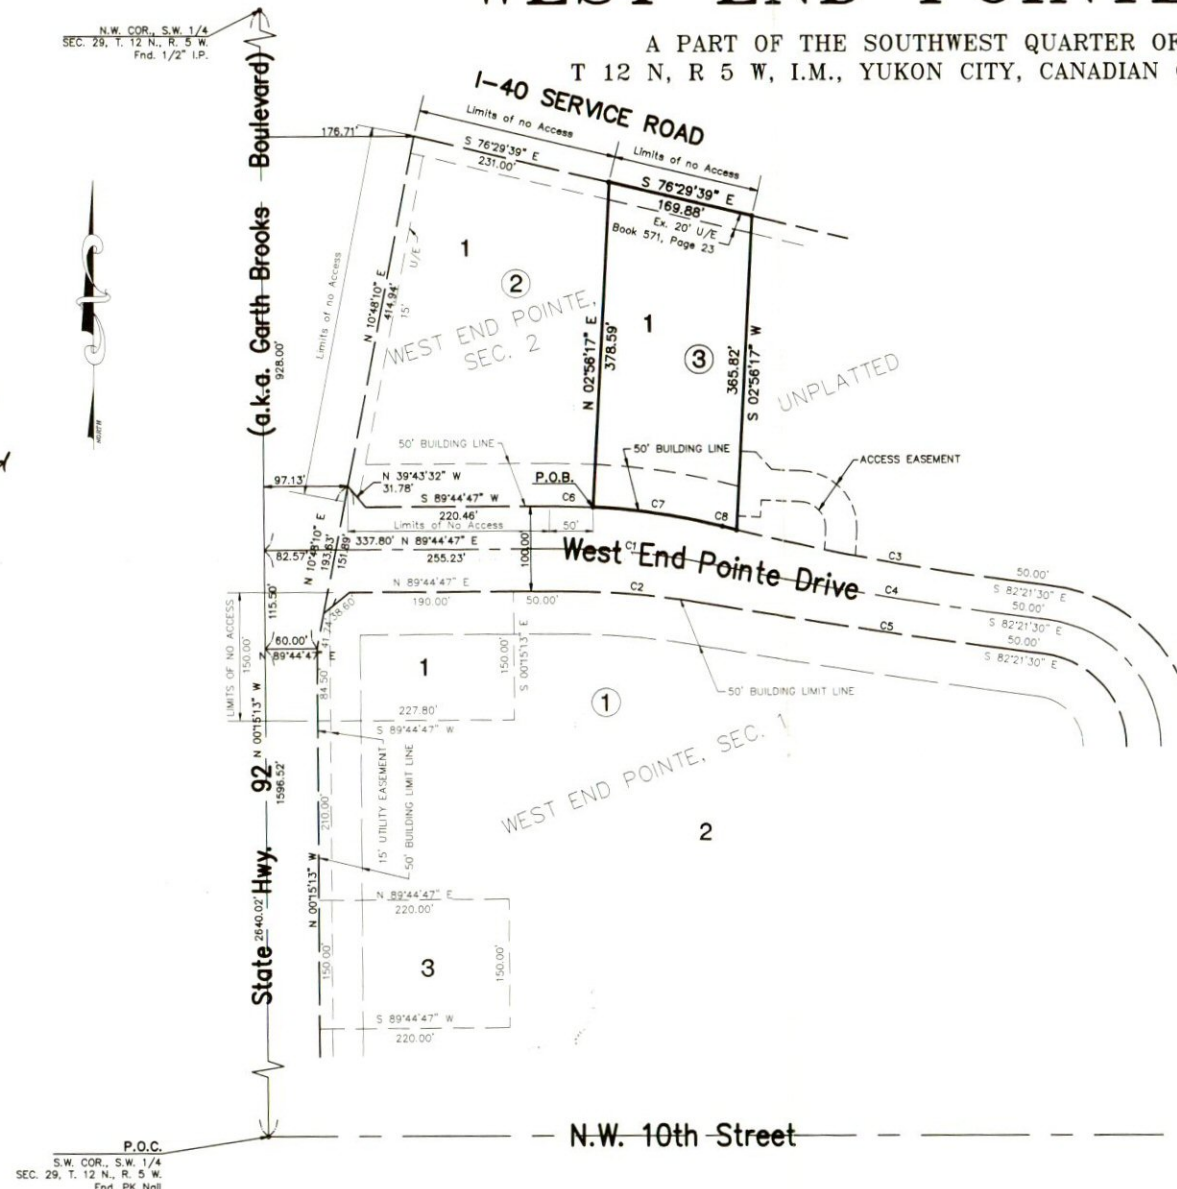 WEST END POINTE
A PART OF THE SOUTHWEST QUARTER OF
T 12 N, R 5 W, I.M., YUKON CITY, CANADIAN
N.W. COR., S.W. 1/4
SEC. 29, T. 12 N., R. 5 W.
Fnd. 1/2" I.P.
(a.k.a. Garth Brooks Boulevard)
928.00'
176.71'
I-40 SERVICE ROAD
Limits of no Access
Limits of no Access
S 76°29'39" E
231.00'
S 76°29'39" E
169.88'
Ex. 20' U/E
Book 571, Page 23
Limits of no Access
N 10°48'10" E
414.94'
15' U/E
1
2
WEST END POINTE,
SEC. 2
N 02°56'17" E
378.59'
1
3
365.82'
S 02°56'17" W
UNPLATTED
NORTH
50' BUILDING LINE
50' BUILDING LINE
ACCESS EASEMENT
97.13'
N 39°43'32" W
31.78'
P.O.B.
S 89°44'47" W
220.46'
C6
C7
C8
Limits of No Access
50'
337.80' N 89°44'47" E
255.23'
82.57'
N 10°48'10" E
193.63'
151.89'
100.00'
C1
West End Pointe Drive
C3
50.00'
S 82°21'30" E
C4
50.00'
S 82°21'30" E
C5
50.00'
S 82°21'30" E
N 89°44'47" E
190.00'
50.00'
C2
38.60'
41.74'
115.50'
LIMITS OF NO ACCESS
150.00'
60.00'
N 89°44'47" E
84.50'
1
150.00'
S 00°15'13" E
227.80'
S 89°44'47" W
50' BUILDING LIMIT LINE
1
WEST END POINTE, SEC. 1
2
N 00°15'13" W
1596.52'
15' UTILITY EASEMENT
50' BUILDING LIMIT LINE
210.00'
N 00°15'13" W
State Hwy. 92
2640.02'
N 89°44'47" E
220.00'
150.00'
3
150.00'
S 89°44'47" W
220.00'
N.W. 10th Street
P.O.C.
S.W. COR., S.W. 1/4
SEC. 29, T. 12 N., R. 5 W.
Fnd. PK Nail